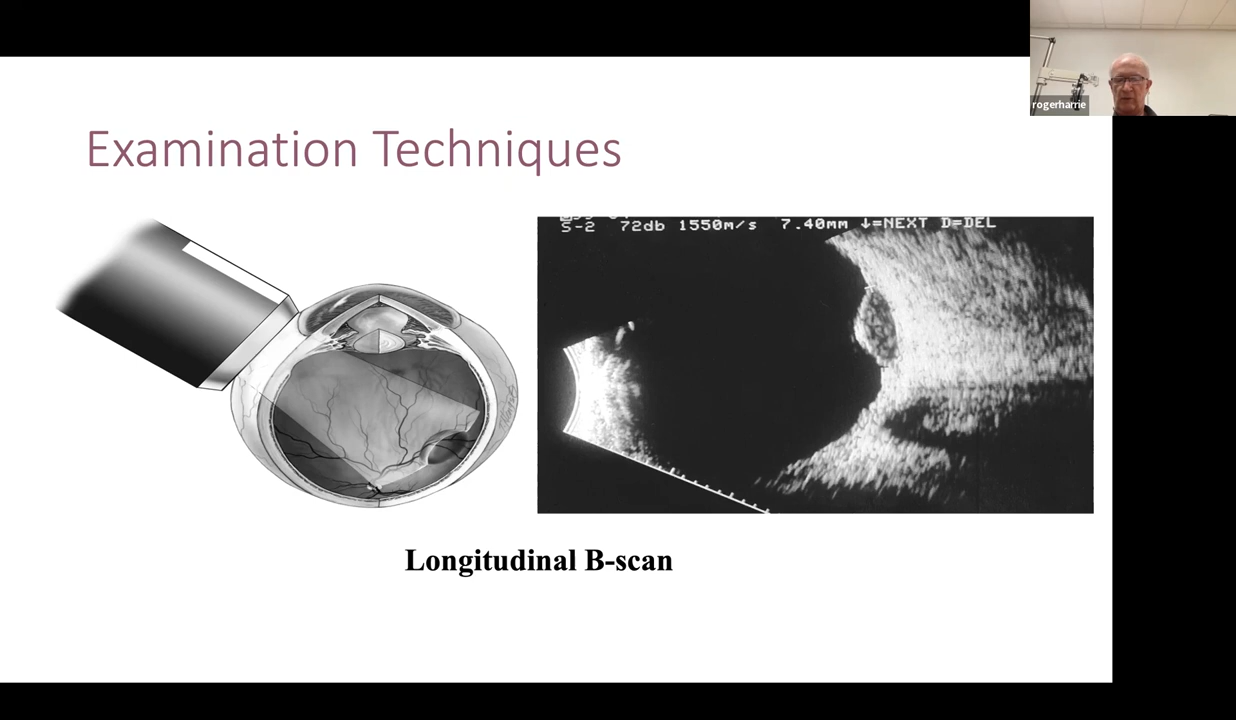 rogerharrie
Examination Techniques
S-2 72db 1550m/s 7.40mm ↓=NEXT D=DEL
Longitudinal B-scan